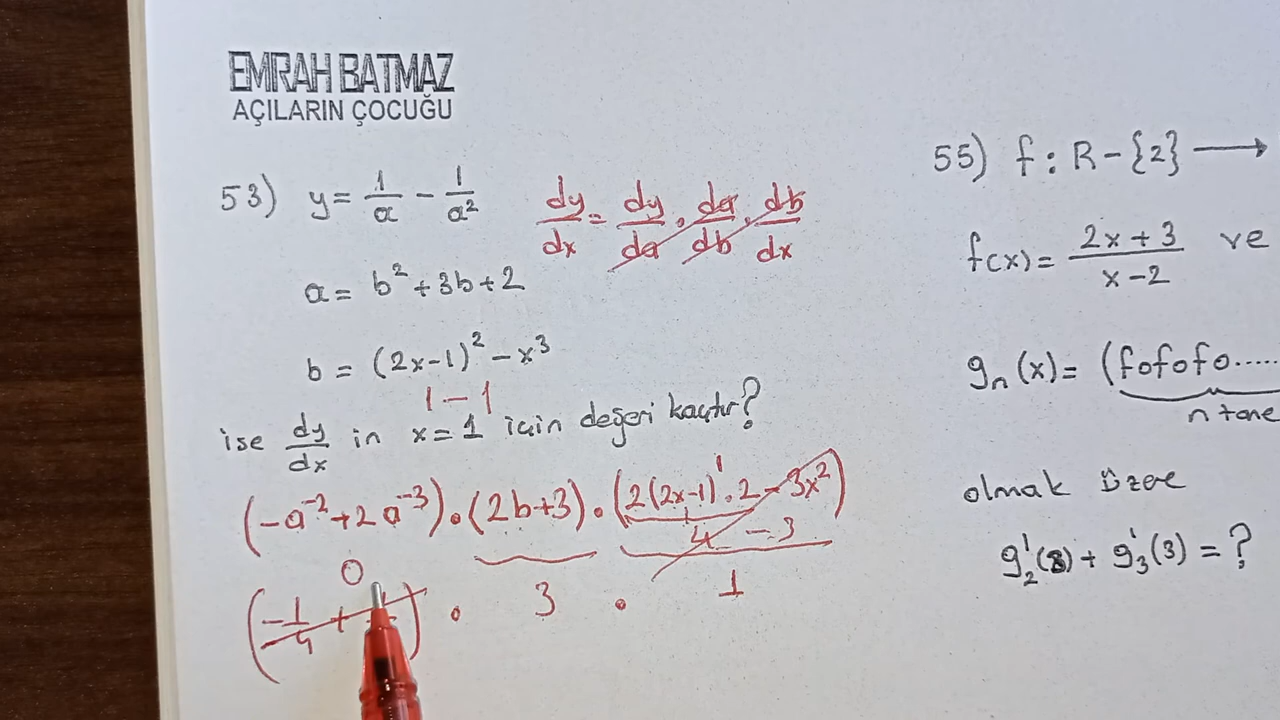 EMRAH BATMAZ
AÇILARIN ÇOCUĞU
53) y = 1/a - 1/a²
dy/dx = dy/da . da/db . db/dx
a = b² + 3b + 2
b = (2x-1)² - x³
1 - 1
ise dy/dx in x = 1 için değeri kaçtır?
(-a⁻² + 2a⁻³) . (2b+3) . (2(2x-1)¹ . 2 - 3x²)
4 - 3
0
(-1/4 + ) . 3 . 1
55) f : R - {2} →
f(x) = 2x+3 / x-2 ve
gₙ(x) = (fofofo.....
n tane
olmak üzere
g₂'(8) + g₃'(3) = ?